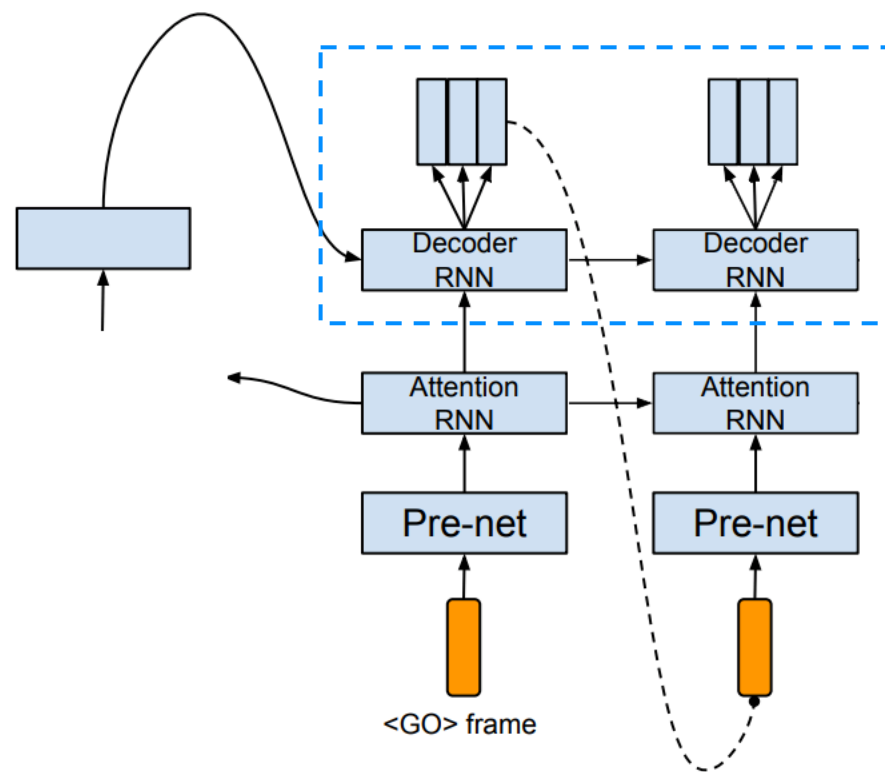 Decoder
RNN
Decoder
RNN
Attention
RNN
Attention
RNN
Pre-net
Pre-net
<GO> frame